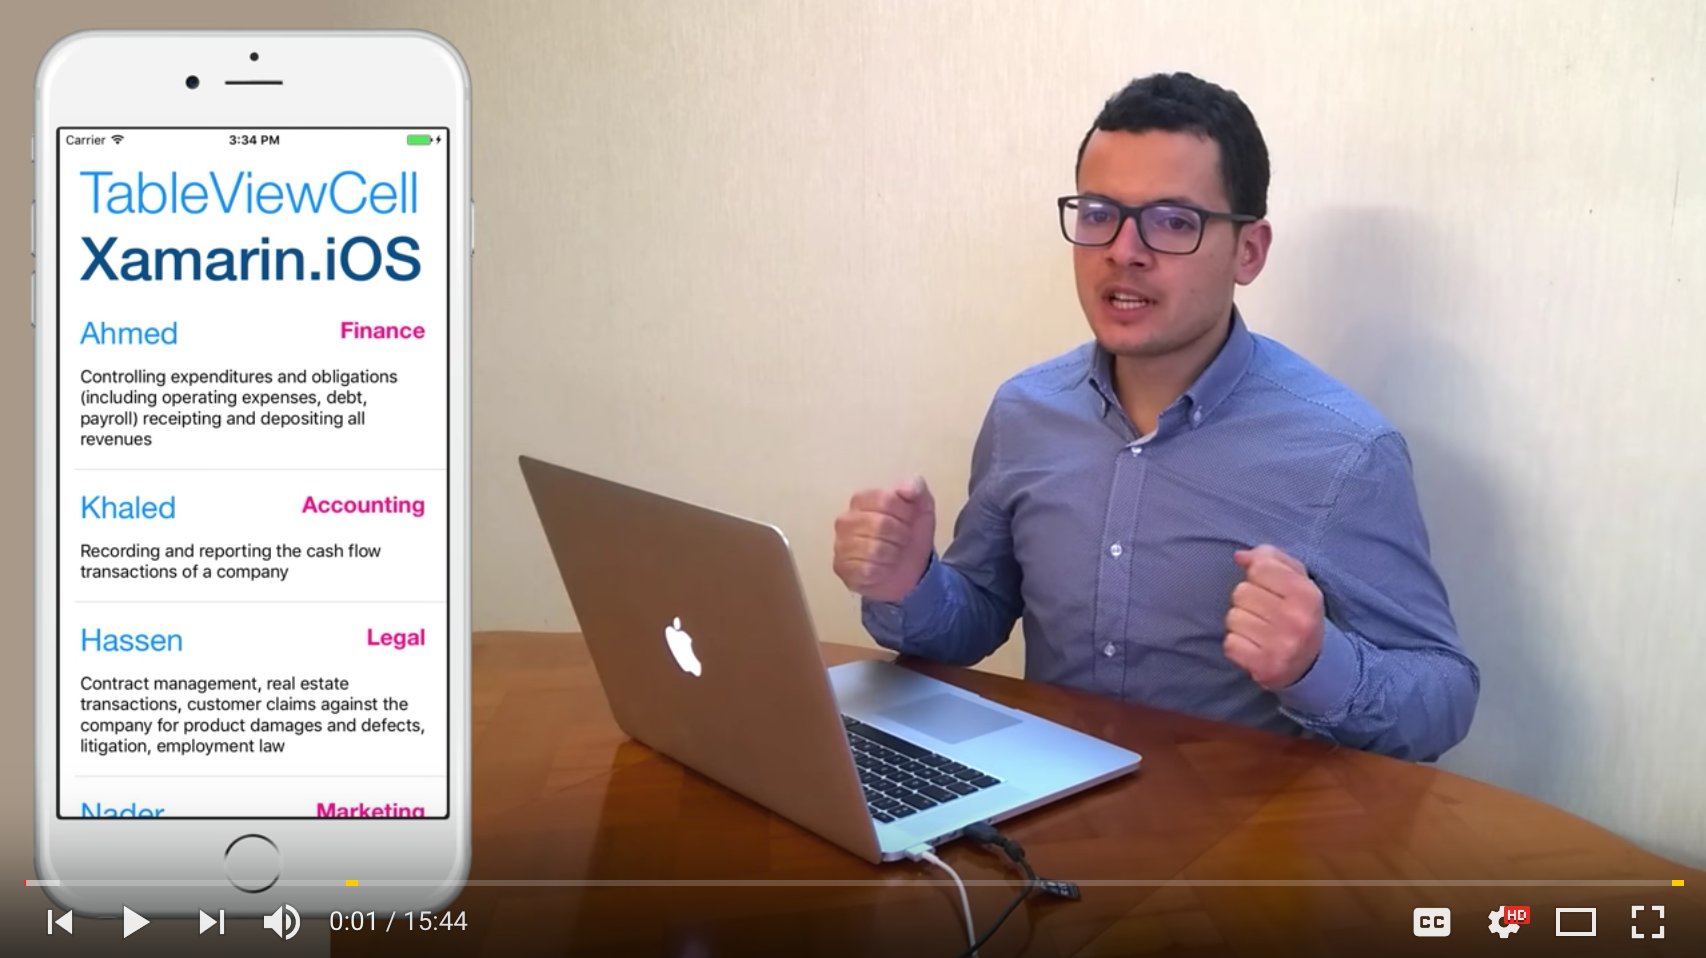 Carrier 3:34 PM
TableViewCell
Xamarin.iOS
Ahmed Finance
Controlling expenditures and obligations
(including operating expenses, debt,
payroll) receipting and depositing all
revenues
Khaled Accounting
Recording and reporting the cash flow
transactions of a company
Hassen Legal
Contract management, real estate
transactions, customer claims against the
company for product damages and defects,
litigation, employment law
Nader Marketing
0:01 / 15:44 CC HD